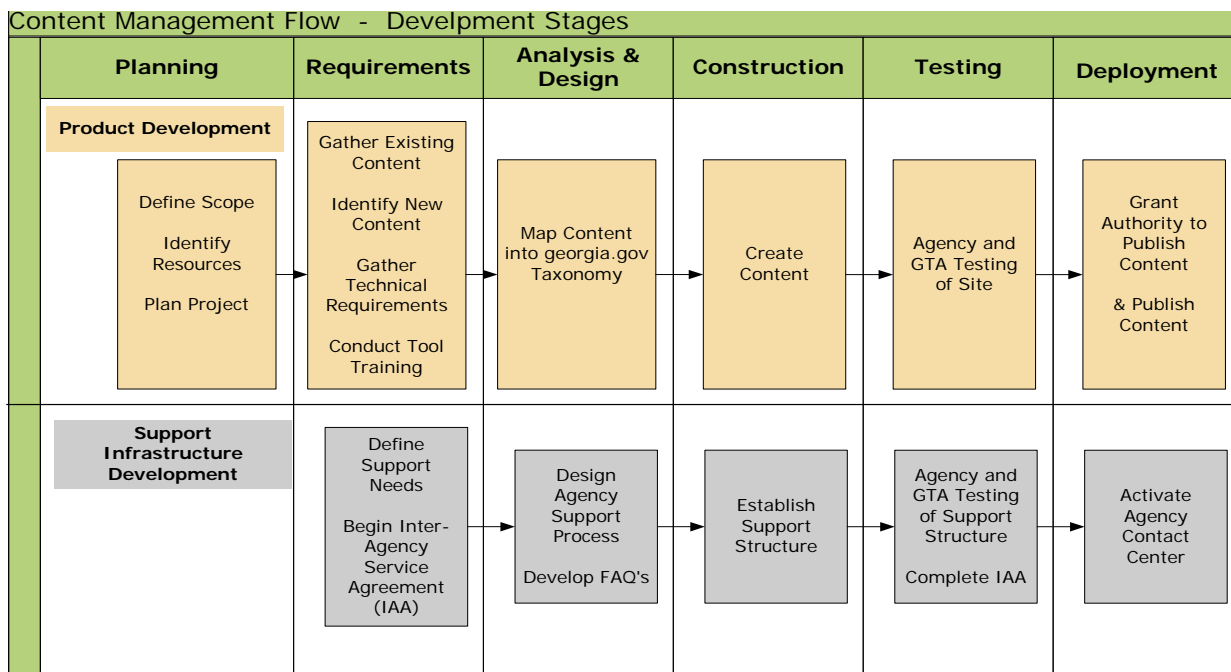 Content Management Flow - Develpment Stages
Planning
Requirements
Analysis &
Design
Construction
Testing
Deployment
Product Development
Define Scope
Identify
Resources
Plan Project
Gather Existing
Content
Identify New
Content
Gather
Technical
Requirements
Conduct Tool
Training
Map Content
into georgia.gov
Taxonomy
Create
Content
Agency and
GTA Testing
of Site
Grant
Authority to
Publish
Content
& Publish
Content
Support
Infrastructure
Development
Define
Support
Needs
Begin Inter-
Agency
Service
Agreement
(IAA)
Design
Agency
Support
Process
Develop FAQ's
Establish
Support
Structure
Agency and
GTA Testing
of Support
Structure
Complete IAA
Activate
Agency
Contact
Center